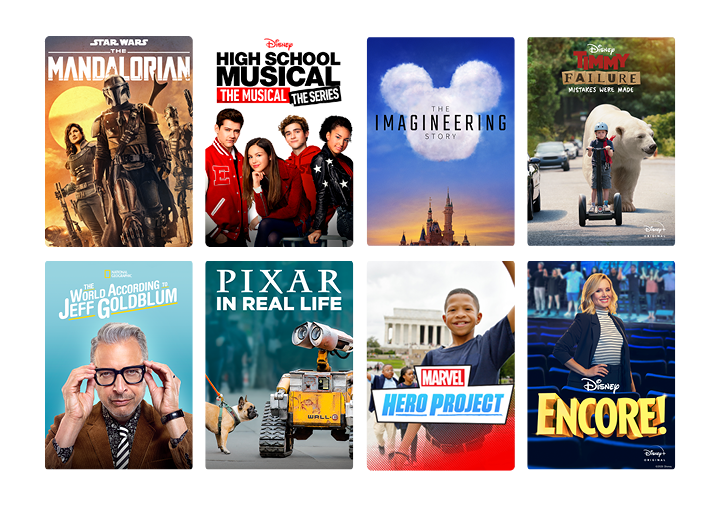 STAR WARS
THE
MANDALORIAN
Disney
HIGH SCHOOL
MUSICAL
THE MUSICAL THE SERIES
THE
IMAGINEERING
STORY
Disney
TIMMY
FAILURE
MISTAKES WERE MADE
Disney+
ORIGINAL
NATIONAL GEOGRAPHIC
THE
WORLD ACCORDING TO
JEFF GOLDBLUM
PIXAR
IN REAL LIFE
WALL•E
MARVEL
HERO PROJECT
E
Disney
ENCORE!
Disney+
ORIGINAL